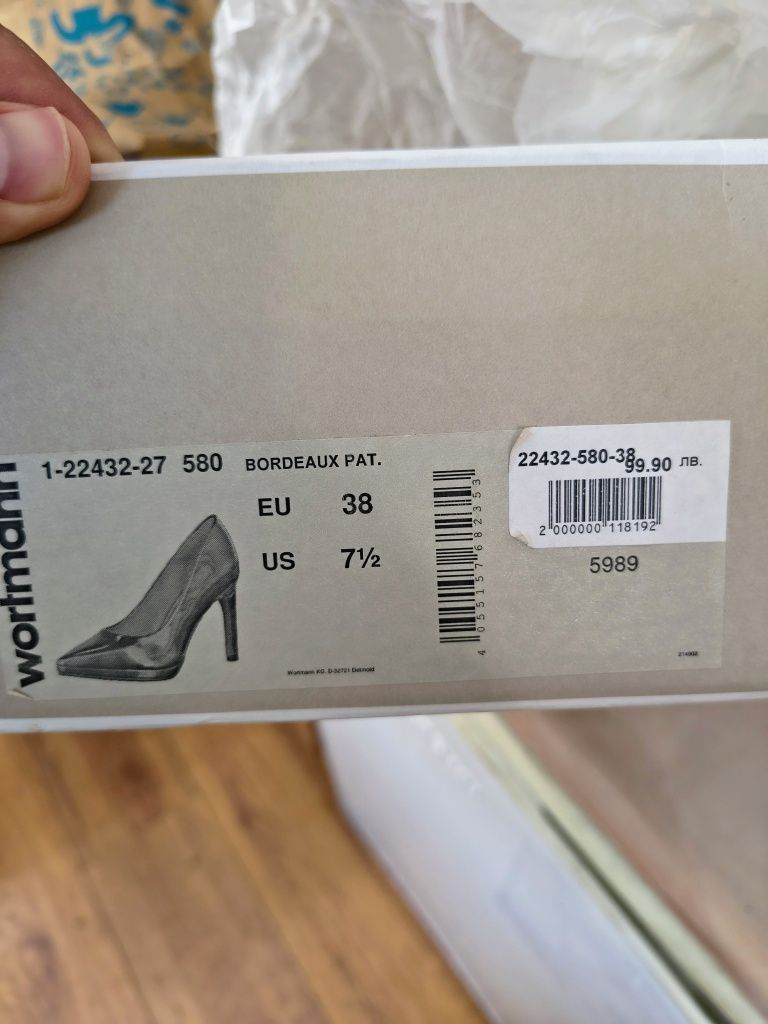 wortmann
1-22432-27 580 BORDEAUX PAT.
EU 38
US 7½
4 055157 682353
Wortmann KG. D-32721 Detmold
22432-580-38
99.90 лв.
2 000000 118192
5989
214902